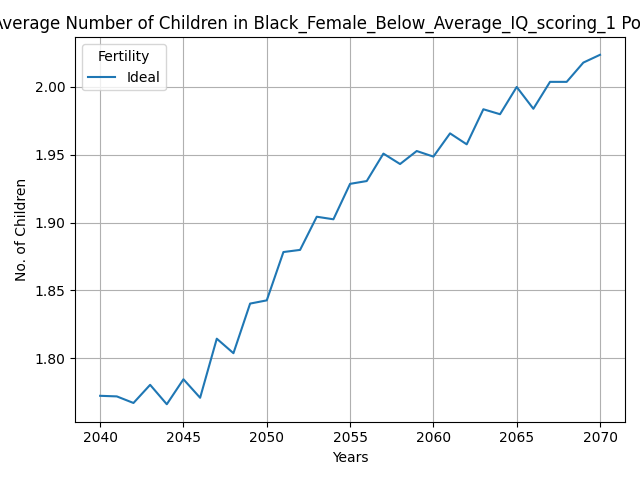 Average Number of Children in Black_Female_Below_Average_IQ_scoring_1 Po
Fertility
Ideal
No. of Children
2.00
1.95
1.90
1.85
1.80
2040 2045 2050 2055 2060 2065 2070
Years